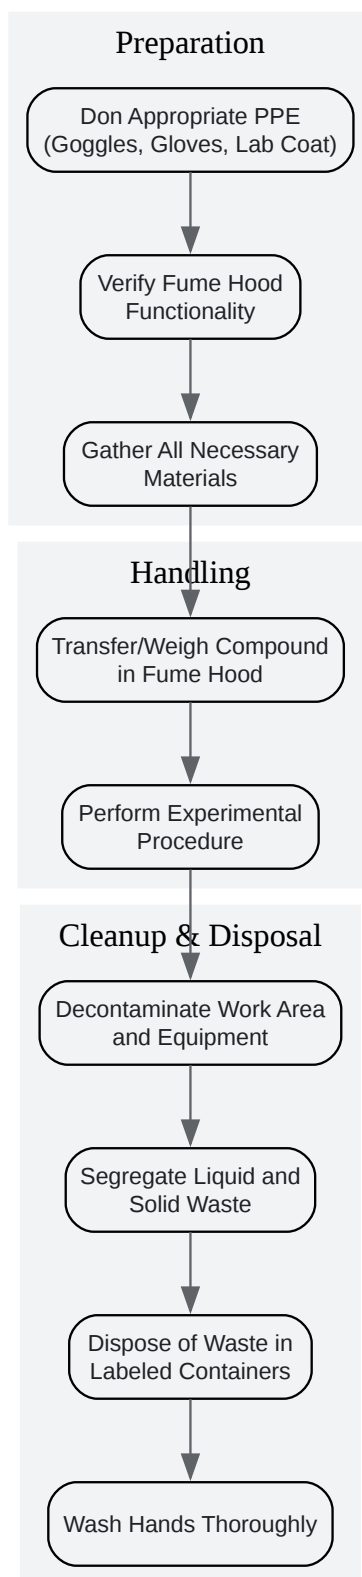 Preparation
Don Appropriate PPE
(Goggles, Gloves, Lab Coat)
Verify Fume Hood
Functionality
Gather All Necessary
Materials
Handling
Transfer/Weigh Compound
in Fume Hood
Perform Experimental
Procedure
Cleanup & Disposal
Decontaminate Work Area
and Equipment
Segregate Liquid and
Solid Waste
Dispose of Waste in
Labeled Containers
Wash Hands Thoroughly